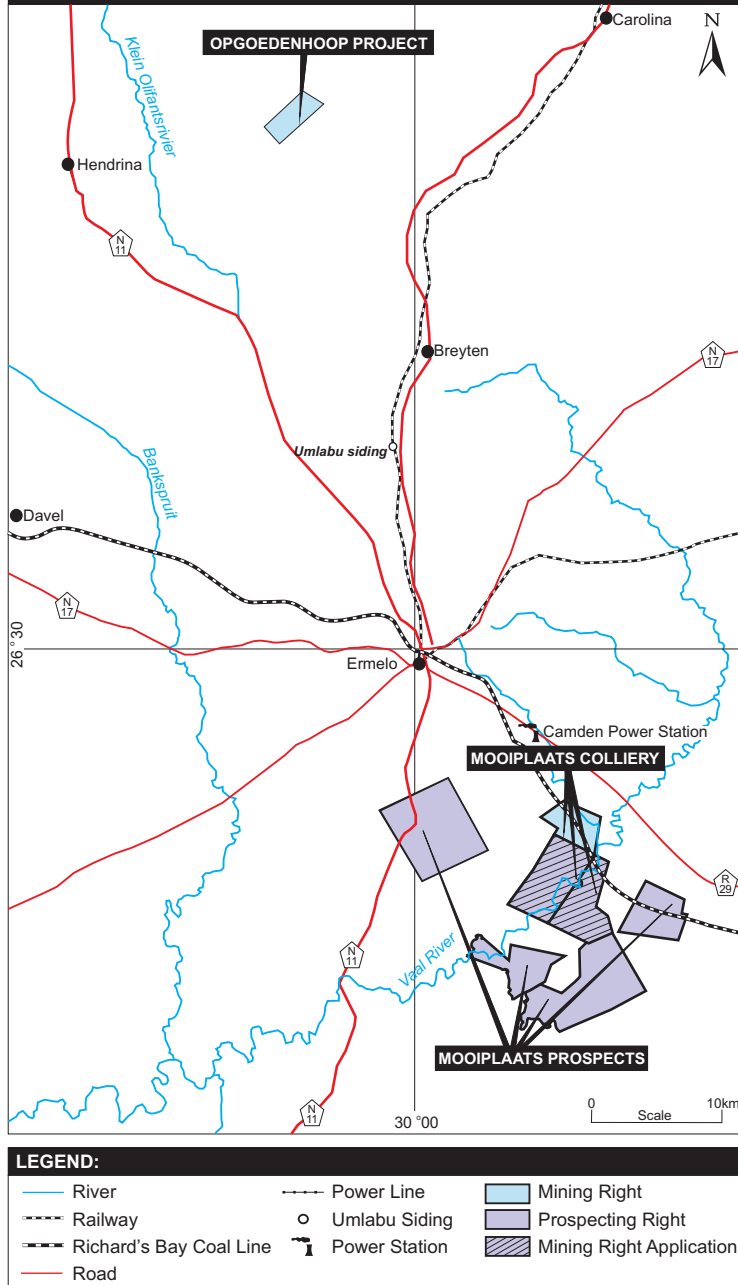 Carolina
N
OPGOEDENHOOP PROJECT
Klein Olifantsrivier
Hendrina
N
11
Breyten
N
17
Umlabu siding
Bankspruit
Davel
N
17
26 °30
Ermelo
Camden Power Station
MOOIPLAATS COLLIERY
R
29
Vaal River
N
11
MOOIPLAATS PROSPECTS
N
11
30 °00
0
10km
Scale
LEGEND:
River
Power Line
Mining Right
Railway
Umlabu Siding
Prospecting Right
Richard's Bay Coal Line
Power Station
Mining Right Application
Road